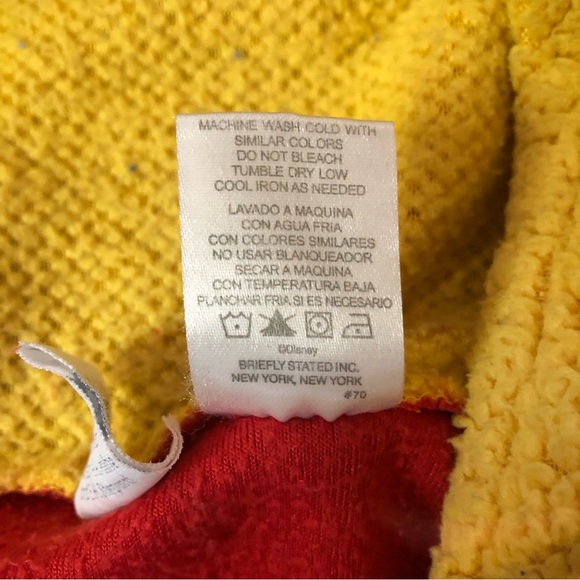 MACHINE WASH COLD WITH
SIMILAR COLORS
DO NOT BLEACH
TUMBLE DRY LOW
COOL IRON AS NEEDED
LAVADO A MAQUINA
CON AGUA FRIA
CON COLORES SIMILARES
NO USAR BLANQUEADOR
SECAR A MAQUINA
CON TEMPERATURA BAJA
PLANCHAR FRIA SI ES NECESARIO
©Disney
BRIEFLY STATED INC.
NEW YORK, NEW YORK
#70